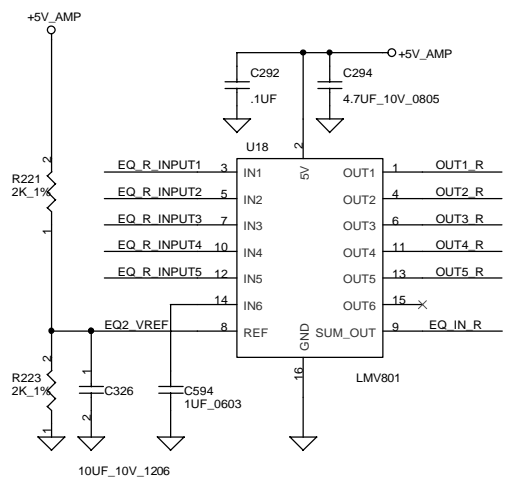 +5V_AMP
+5V_AMP
C292
.1UF
C294
4.7UF_10V_0805
U18
2
5V
R221
2K_1%
2
1
EQ_R_INPUT1 3 IN1 OUT1 1 OUT1_R
EQ_R_INPUT2 5 IN2 OUT2 4 OUT2_R
EQ_R_INPUT3 7 IN3 OUT3 6 OUT3_R
EQ_R_INPUT4 10 IN4 OUT4 11 OUT4_R
EQ_R_INPUT5 12 IN5 OUT5 13 OUT5_R
14 IN6 OUT6 15
EQ2_VREF 8 REF SUM_OUT 9 EQ_IN_R
GND
16
LMV801
2
R223
2K_1%
1
1
C326
2
C594
1UF_0603
10UF_10V_1206